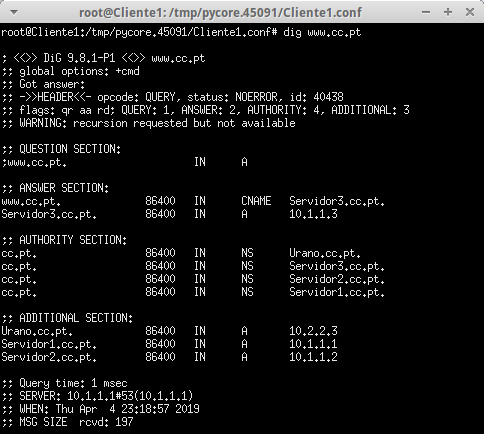 root@Cliente1: /tmp/pycore.45091/Cliente1.conf
root@Cliente1:/tmp/pycore.45091/Cliente1.conf# dig www.cc.pt
; <<>> DiG 9.8.1-P1 <<>> www.cc.pt
;; global options: +cmd
;; Got answer:
;; ->>HEADER<<- opcode: QUERY, status: NOERROR, id: 40438
;; flags: qr aa rd; QUERY: 1, ANSWER: 2, AUTHORITY: 4, ADDITIONAL: 3
;; WARNING: recursion requested but not available
;; QUESTION SECTION:
;www.cc.pt. IN A
;; ANSWER SECTION:
www.cc.pt. 86400 IN CNAME Servidor3.cc.pt.
Servidor3.cc.pt. 86400 IN A 10.1.1.3
;; AUTHORITY SECTION:
cc.pt. 86400 IN NS Urano.cc.pt.
cc.pt. 86400 IN NS Servidor3.cc.pt.
cc.pt. 86400 IN NS Servidor2.cc.pt.
cc.pt. 86400 IN NS Servidor1.cc.pt.
;; ADDITIONAL SECTION:
Urano.cc.pt. 86400 IN A 10.2.2.3
Servidor1.cc.pt. 86400 IN A 10.1.1.1
Servidor2.cc.pt. 86400 IN A 10.1.1.2
;; Query time: 1 msec
;; SERVER: 10.1.1.1#53(10.1.1.1)
;; WHEN: Thu Apr  4 23:18:57 2019
;; MSG SIZE  rcvd: 197